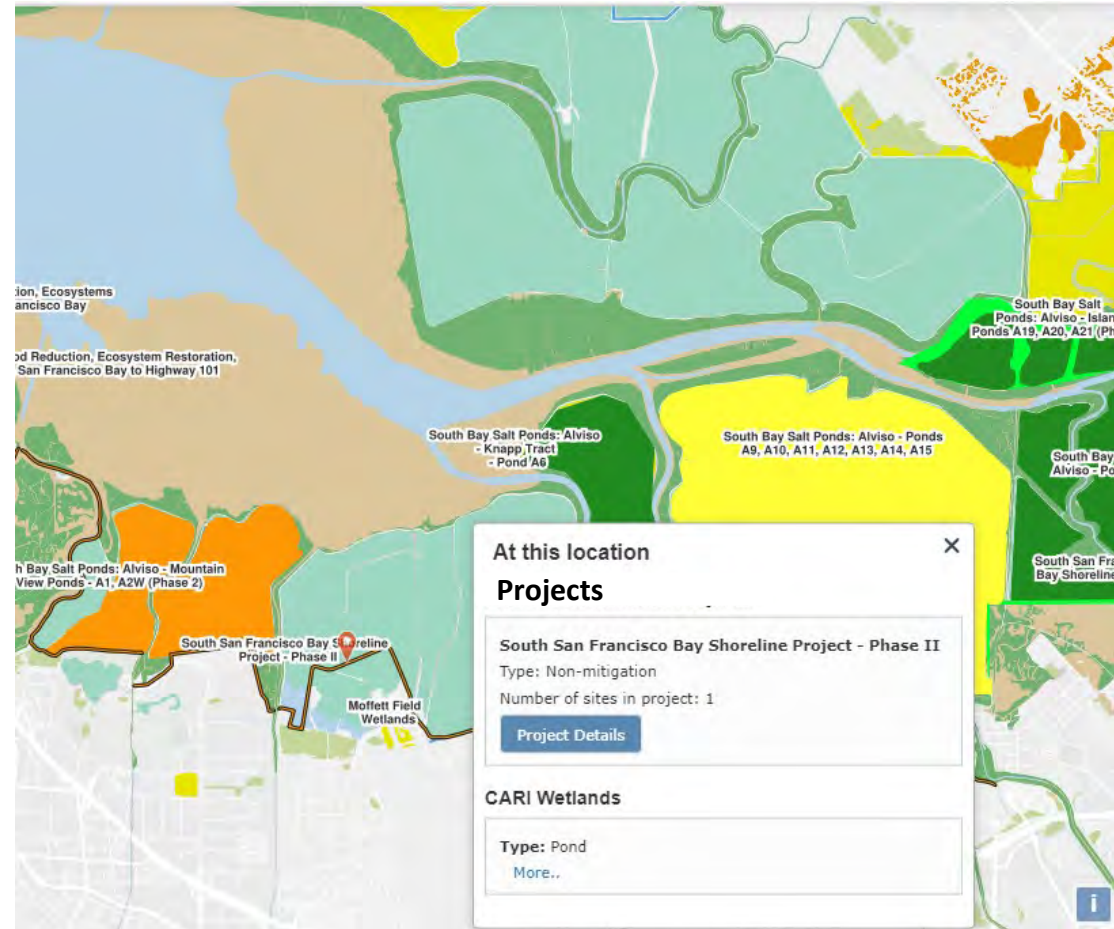 ion, Ecosystems
ancisco Bay
od Reduction, Ecosystem Restoration,
San Francisco Bay to Highway 101
South Bay Salt
Ponds: Alviso - Islan
Ponds A19, A20, A21 (Ph
South Bay Salt Ponds: Alviso
- Knapp Tract
- Pond A6
South Bay Salt Ponds: Alviso - Ponds
A9, A10, A11, A12, A13, A14, A15
South Bay
Alviso - Po
h Bay Salt Ponds: Alviso - Mountain
View Ponds - A1, A2W (Phase 2)
South San Fra
Bay Shoreline
South San Francisco Bay Shoreline
Project - Phase II
Moffett Field
Wetlands
At this location
×
Projects
South San Francisco Bay Shoreline Project - Phase II
Type: Non-mitigation
Number of sites in project: 1
Project Details
CARI Wetlands
Type: Pond
More..
i